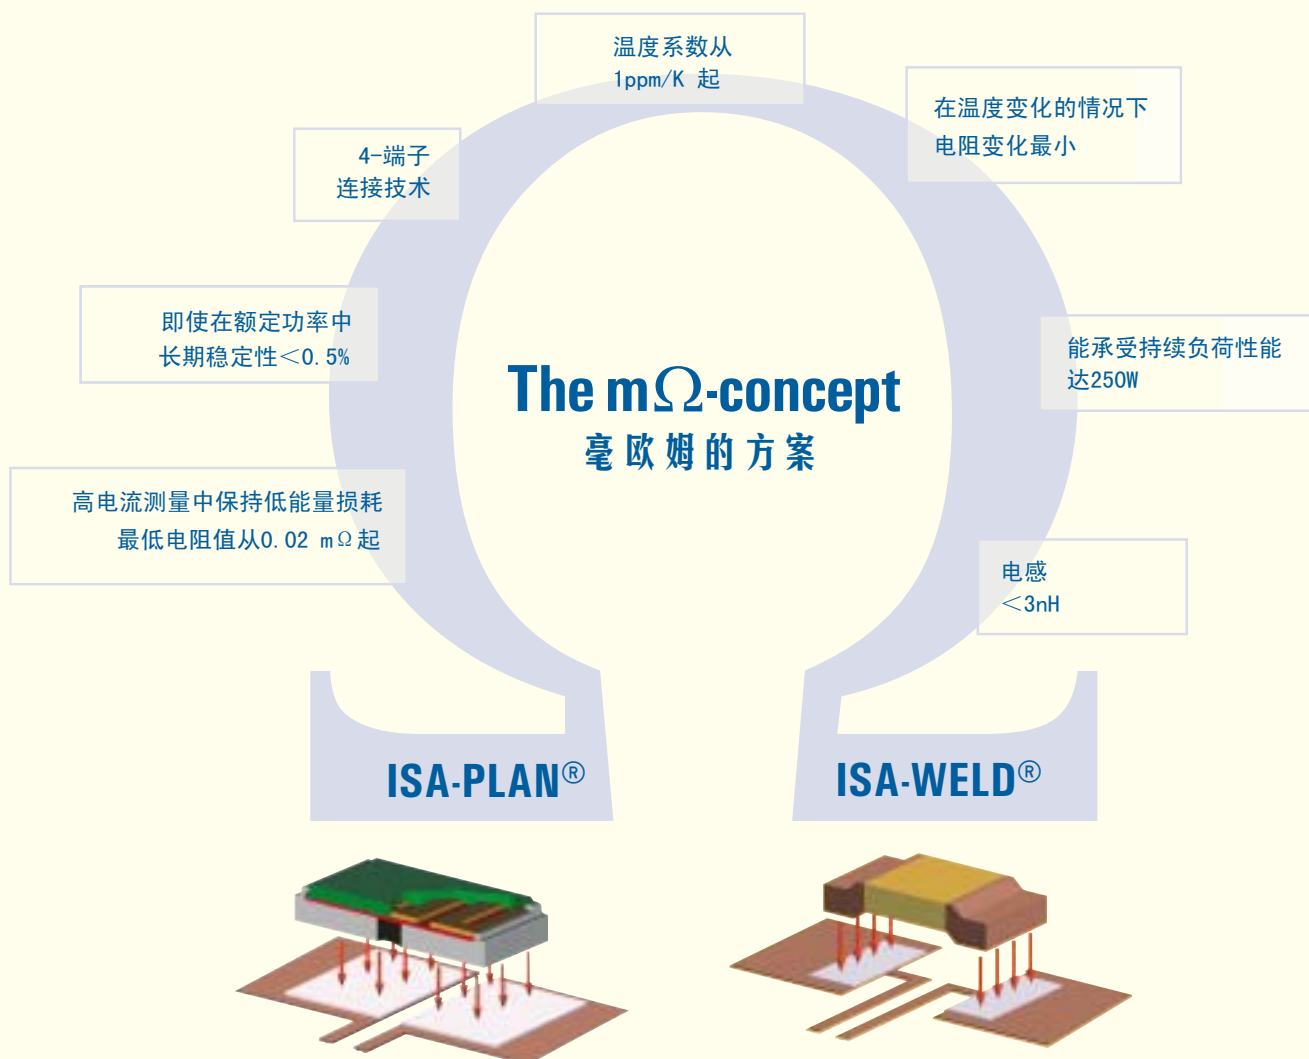 温度系数从
1ppm/K 起
在温度变化的情况下
电阻变化最小
4-端子
连接技术
即使在额定功率中
长期稳定性＜0.5%
能承受持续负荷性能
达250W
The mΩ-concept
毫欧姆的方案
高电流测量中保持低能量损耗
最低电阻值从0.02 mΩ起
电感
＜3nH
ISA-PLAN®
ISA-WELD®